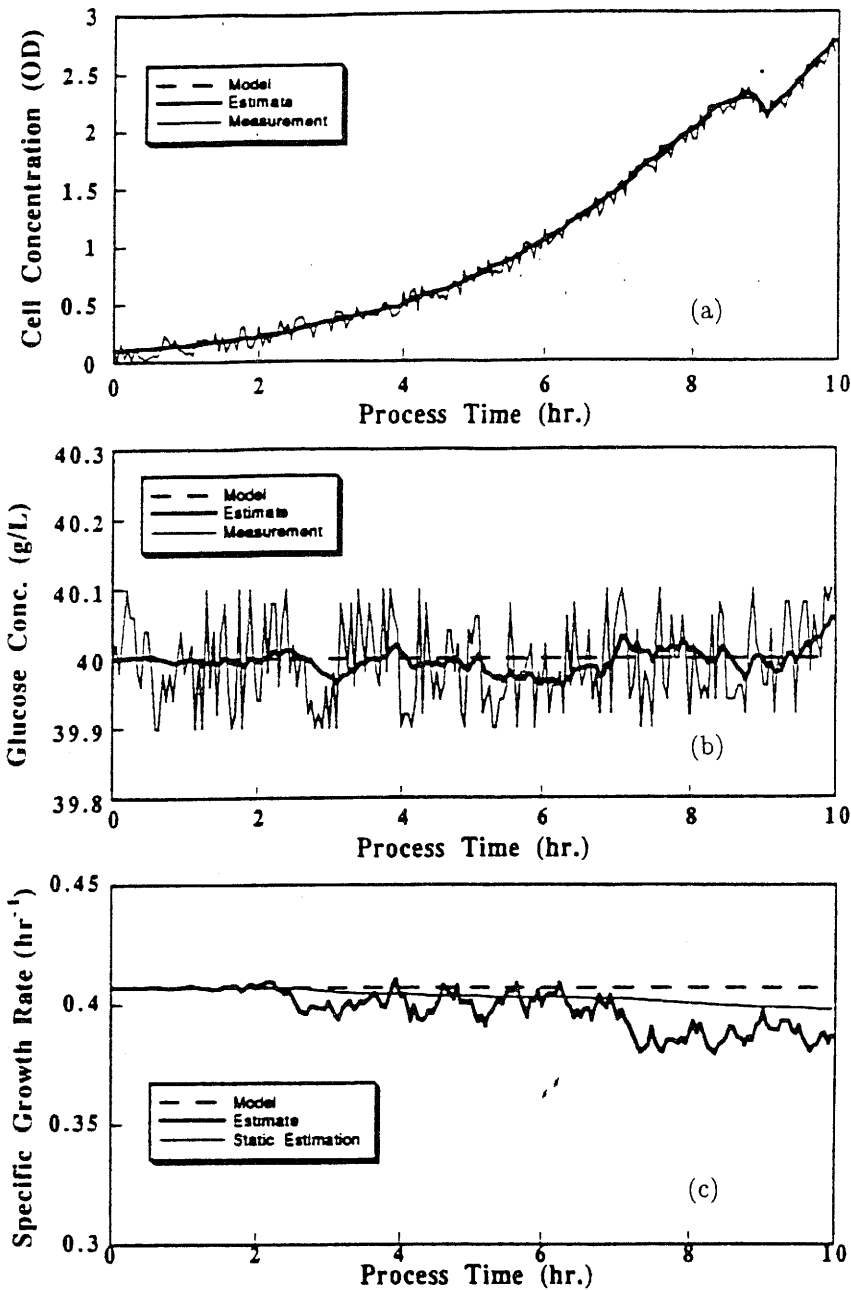 3
2.5
2
1.5
1
0.5
0
Cell Concentration (OD)
Model
Estimate
Measurement
(a)
0 2 4 6 8 10
Process Time (hr.)
40.3
40.2
40.1
40
39.9
39.8
Glucose Conc. (g/L)
Model
Estimate
Measurement
(b)
0 2 4 6 8 10
Process Time (hr.)
0.45
0.4
0.35
0.3
Specific Growth Rate (hr⁻¹)
Model
Estimate
Static Estimation
(c)
0 2 4 6 8 10
Process Time (hr.)